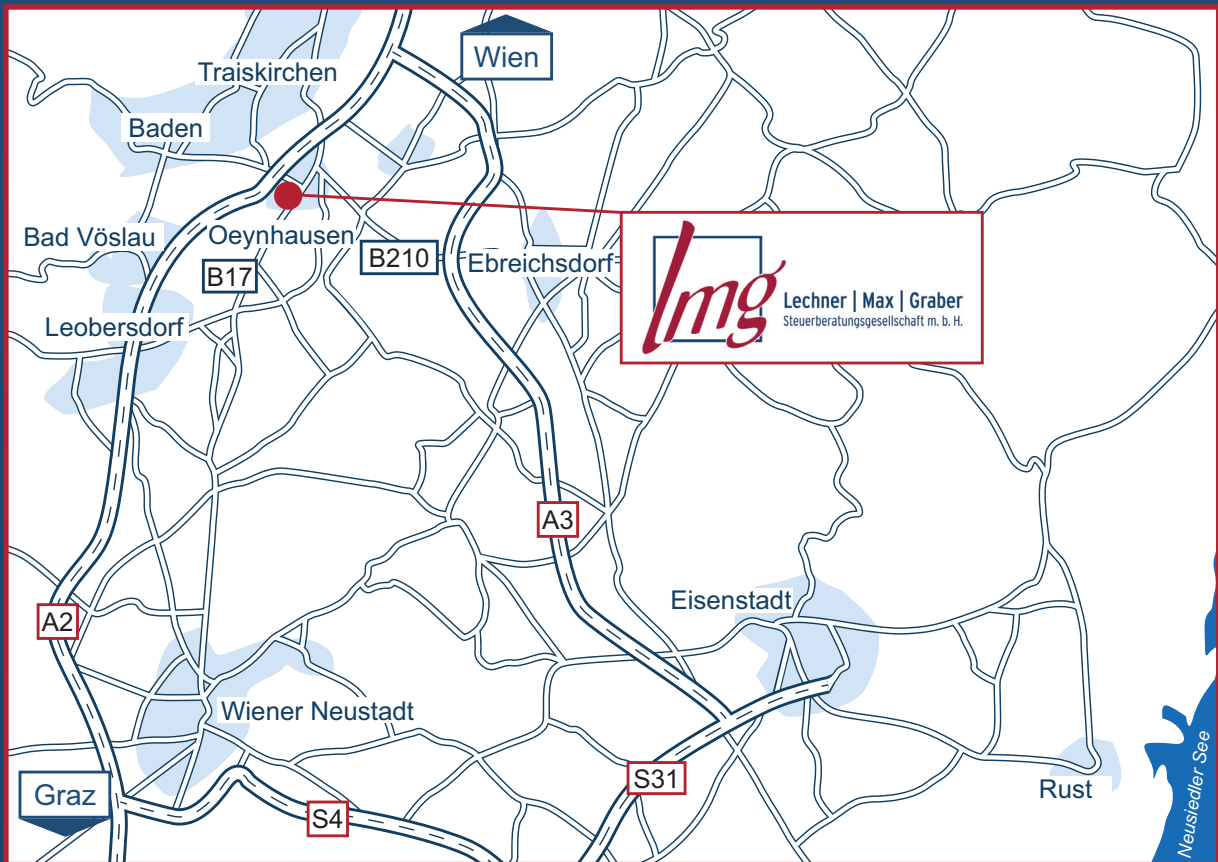 Wien
Traiskirchen
Baden
Bad Vöslau
Oeynhausen
B17
B210
Ebreichsdorf
lmg
Lechner | Max | Graber
Steuerberatungsgesellschaft m. b. H.
Leobersdorf
A3
A2
Eisenstadt
Wiener Neustadt
Graz
S4
S31
Rust
Neusiedler See